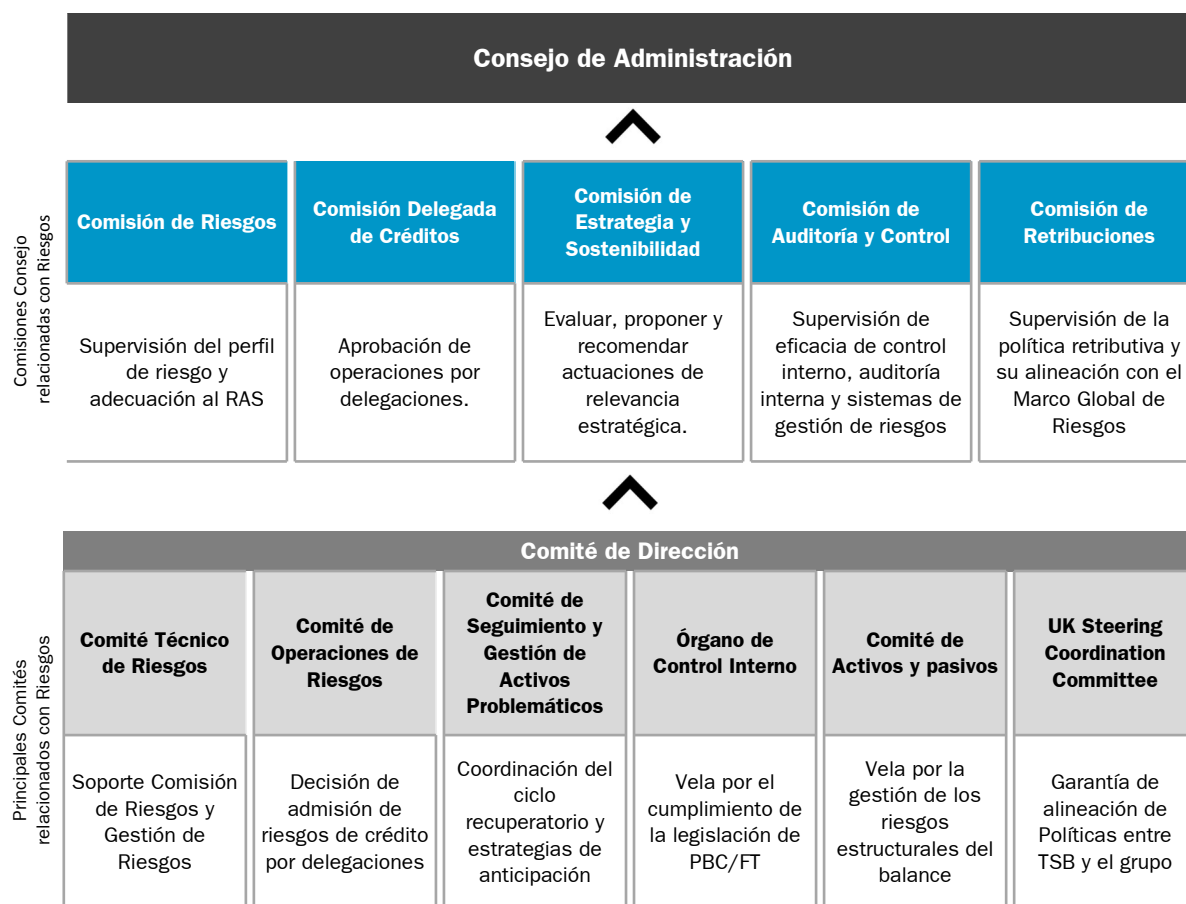 Consejo de Administración
Comisiones Consejo
relacionadas con Riesgos
Comisión de Riesgos
Comisión Delegada
de Créditos
Comisión de
Estrategia y
Sostenibilidad
Comisión de
Auditoría y Control
Comisión de
Retribuciones
Supervisión del perfil
de riesgo y
adecuación al RAS
Aprobación de
operaciones por
delegaciones.
Evaluar, proponer y
recomendar
actuaciones de
relevancia
estratégica.
Supervisión de
eficacia de control
interno, auditoría
interna y sistemas de
gestión de riesgos
Supervisión de la
política retributiva y
su alineación con el
Marco Global de
Riesgos
Comité de Dirección
Principales Comités
relacionados con Riesgos
Comité Técnico
de Riesgos
Comité de
Operaciones de
Riesgos
Comité de
Seguimiento y
Gestión de
Activos
Problemáticos
Órgano de
Control Interno
Comité de
Activos y pasivos
UK Steering
Coordination
Committee
Soporte Comisión
de Riesgos y
Gestión de
Riesgos
Decisión de
admisión de
riesgos de crédito
por delegaciones
Coordinación del
ciclo
recuperatorio y
estrategias de
anticipación
Vela por el
cumplimiento de
la legislación de
PBC/FT
Vela por la
gestión de los
riesgos
estructurales del
balance
Garantía de
alineación de
Políticas entre
TSB y el grupo